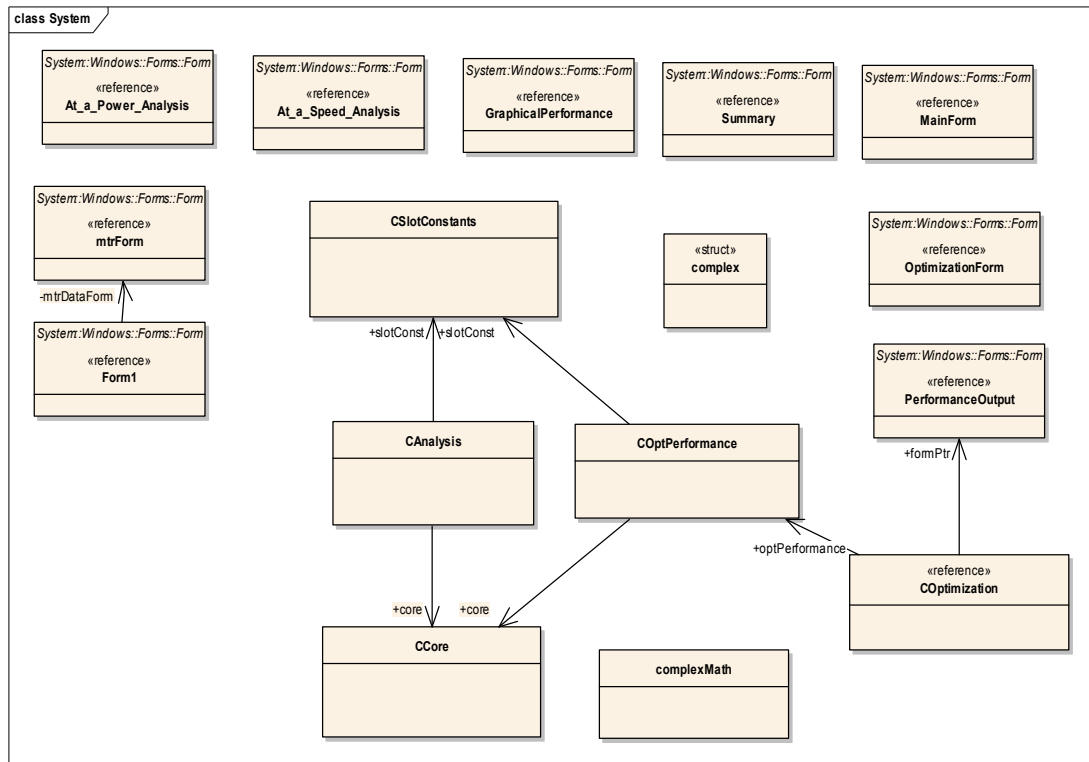 class System
System::Windows::Forms::Form
«reference»
At_a_Power_Analysis
System::Windows::Forms::Form
«reference»
At_a_Speed_Analysis
System::Windows::Forms::Form
«reference»
GraphicalPerformance
System::Windows::Forms::Form
«reference»
Summary
System::Windows::Forms::Form
«reference»
MainForm
System::Windows::Forms::Form
«reference»
mtrForm
CSlotConstants
«struct»
complex
System::Windows::Forms::Form
«reference»
OptimizationForm
-mtrDataForm
System::Windows::Forms::Form
«reference»
Form1
+slotConst
+slotConst
System::Windows::Forms::Form
«reference»
PerformanceOutput
CAnalysis
COptPerformance
+formPtr
+optPerformance
«reference»
COptimization
+core
+core
CCore
complexMath